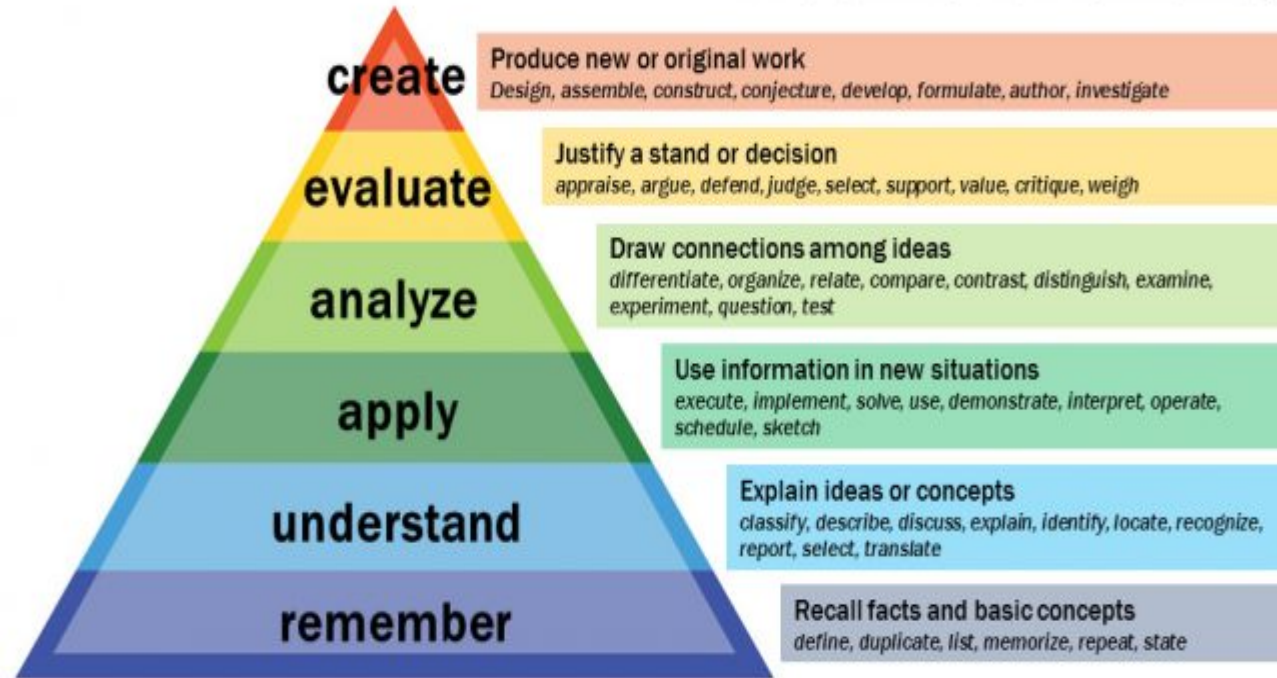 create
Produce new or original work
Design, assemble, construct, conjecture, develop, formulate, author, investigate
evaluate
Justify a stand or decision
appraise, argue, defend, judge, select, support, value, critique, weigh
analyze
Draw connections among ideas
differentiate, organize, relate, compare, contrast, distinguish, examine,
experiment, question, test
apply
Use information in new situations
execute, implement, solve, use, demonstrate, interpret, operate,
schedule, sketch
understand
Explain ideas or concepts
classify, describe, discuss, explain, identify, locate, recognize,
report, select, translate
remember
Recall facts and basic concepts
define, duplicate, list, memorize, repeat, state